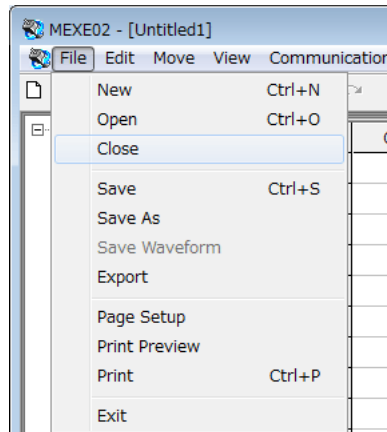 MEXE02 - [Untitled1]
File Edit Move View Communication
New Ctrl+N
Open Ctrl+O
Close
Save Ctrl+S
Save As
Save Waveform
Export
Page Setup
Print Preview
Print Ctrl+P
Exit